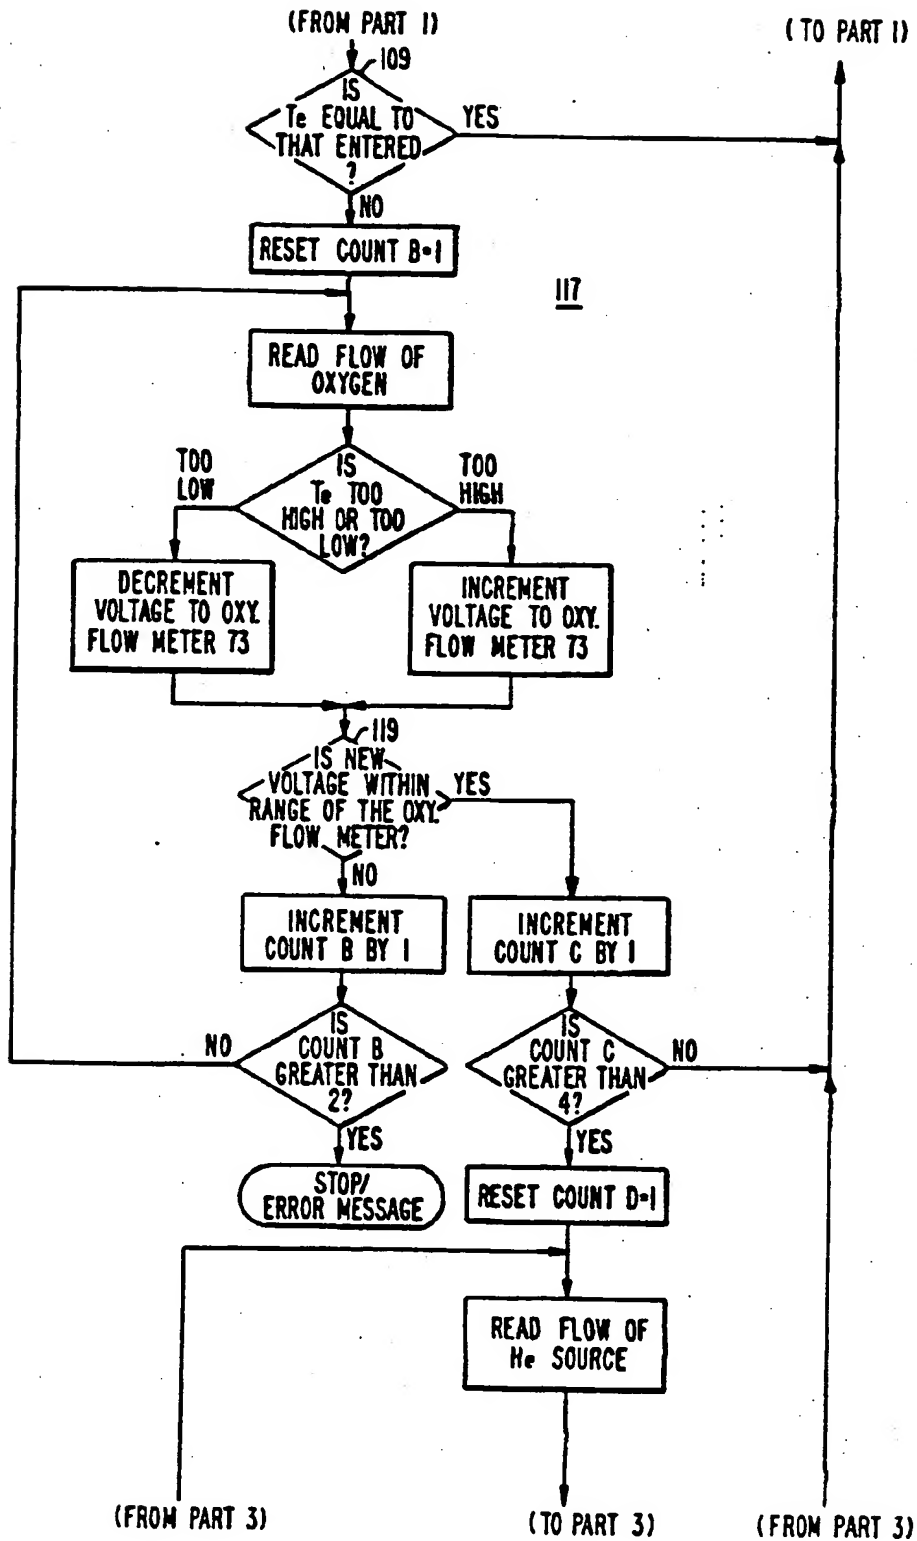 (FROM PART 1)
(TO PART 1)
109
IS
Te EQUAL TO
THAT ENTERED
?
YES
NO
RESET COUNT B=1
117
READ FLOW OF
OXYGEN
TOO
LOW
IS
Te TOO
HIGH OR TOO
LOW?
TOO
HIGH
DECREMENT
VOLTAGE TO OXY.
FLOW METER 73
INCREMENT
VOLTAGE TO OXY.
FLOW METER 73
119
IS NEW
VOLTAGE WITHIN
RANGE OF THE OXY.
FLOW METER?
YES
NO
INCREMENT
COUNT B BY 1
INCREMENT
COUNT C BY 1
NO
IS
COUNT B
GREATER THAN
2?
IS
COUNT C
GREATER THAN
4?
NO
YES
YES
STOP/
ERROR MESSAGE
RESET COUNT D=1
READ FLOW OF
He SOURCE
(FROM PART 3)
(TO PART 3)
(FROM PART 3)